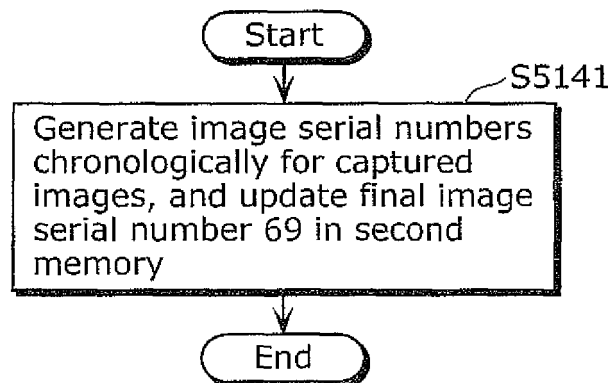 Start
S5141
Generate image serial numbers
chronologically for captured
images, and update final image
serial number 69 in second
memory
End